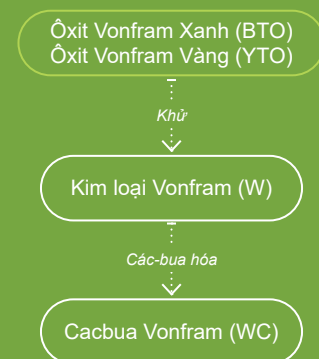 Ôxit Vonfram Xanh (BTO)
Ôxit Vonfram Vàng (YTO)
Khử
Kim loại Vonfram (W)
Các-bua hóa
Cacbua Vonfram (WC)